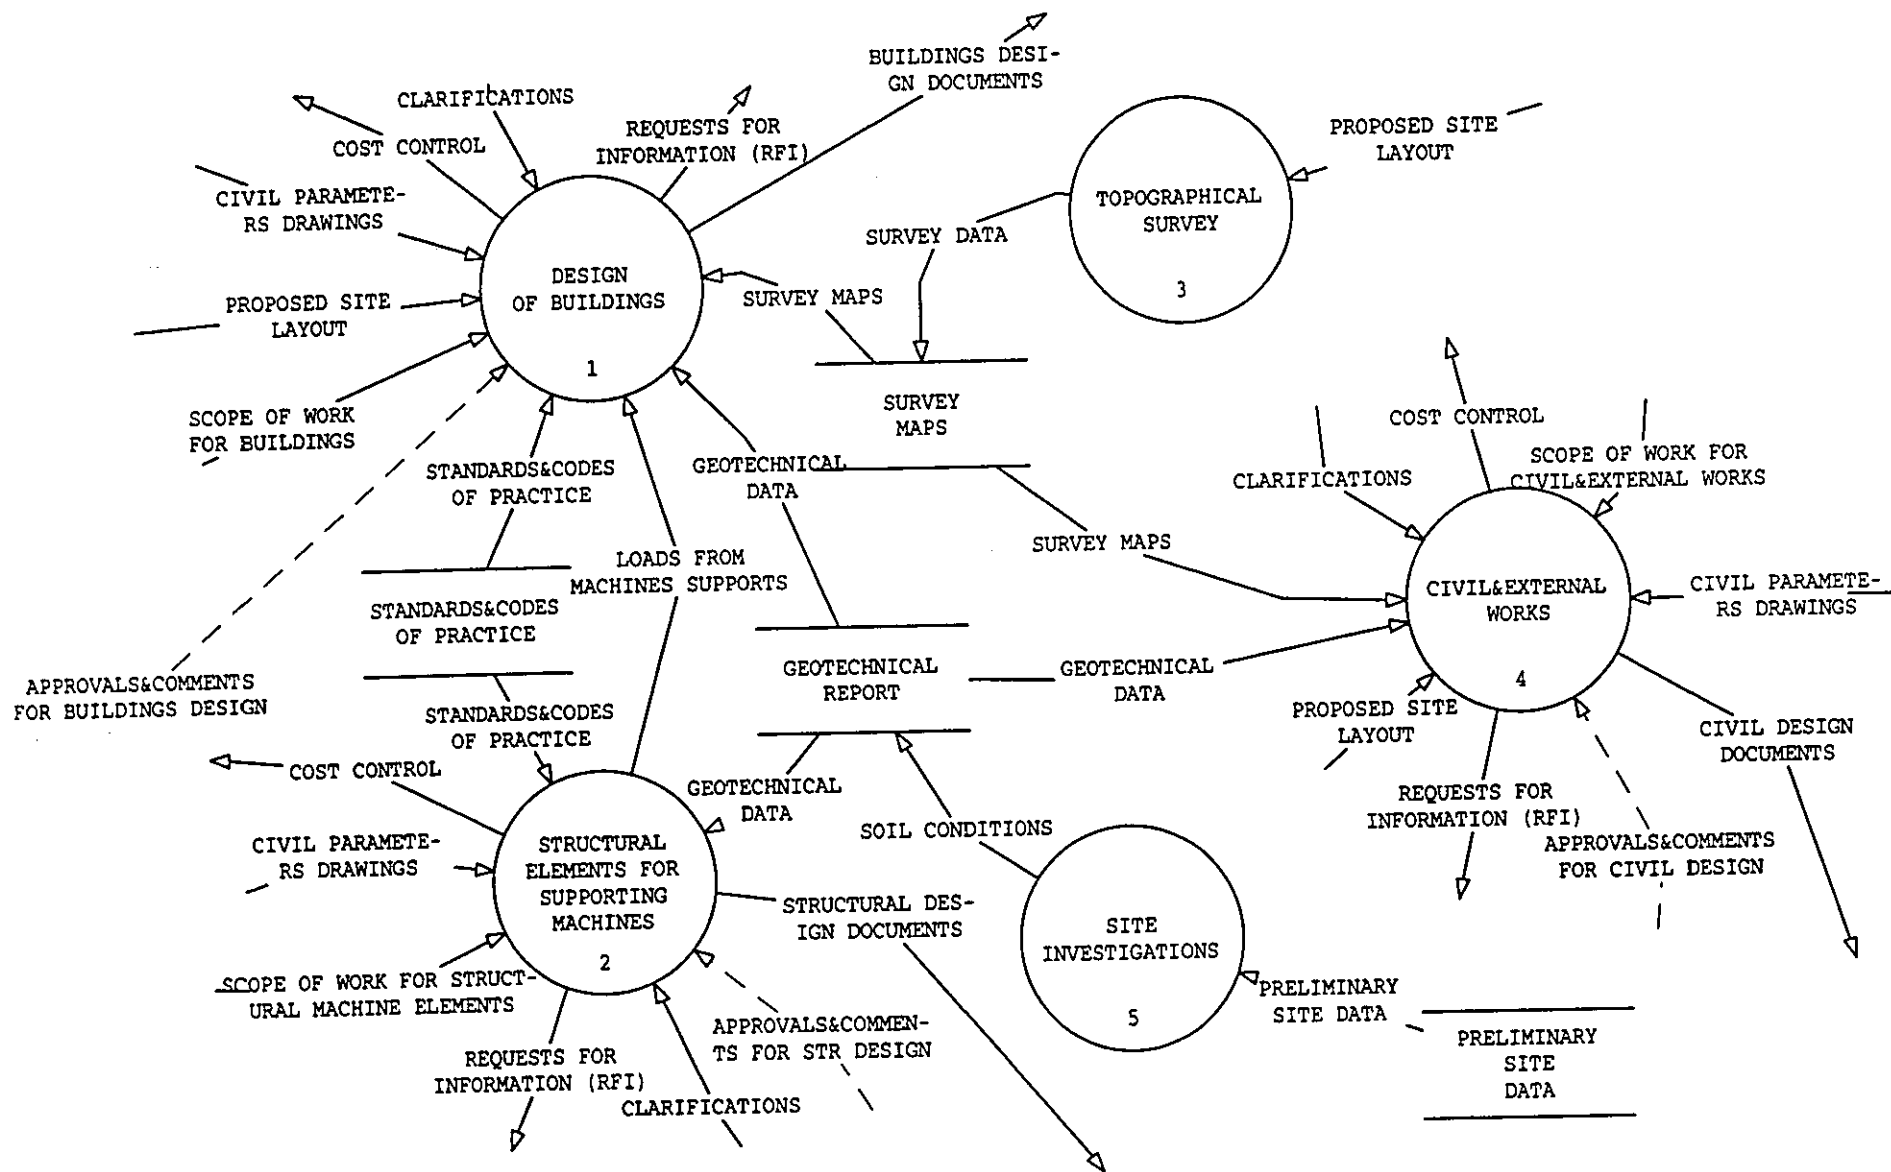 BUILDINGS DESI-
GN DOCUMENTS
CLARIFICATIONS
COST CONTROL
REQUESTS FOR
INFORMATION (RFI)
PROPOSED SITE
LAYOUT
CIVIL PARAMETE-
RS DRAWINGS
TOPOGRAPHICAL
SURVEY
3
SURVEY DATA
DESIGN
OF BUILDINGS
1
PROPOSED SITE
LAYOUT
SURVEY MAPS
SURVEY
MAPS
SCOPE OF WORK
FOR BUILDINGS
STANDARDS&CODES
OF PRACTICE
GEOTECHNICAL
DATA
COST CONTROL
CLARIFICATIONS
SCOPE OF WORK FOR
CIVIL&EXTERNAL WORKS
LOADS FROM
MACHINES SUPPORTS
SURVEY MAPS
STANDARDS&CODES
OF PRACTICE
CIVIL&EXTERNAL
WORKS
4
CIVIL PARAMETE-
RS DRAWINGS
APPROVALS&COMMENTS
FOR BUILDINGS DESIGN
GEOTECHNICAL
REPORT
GEOTECHNICAL
DATA
STANDARDS&CODES
OF PRACTICE
PROPOSED SITE
LAYOUT
CIVIL DESIGN
DOCUMENTS
COST CONTROL
GEOTECHNICAL
DATA
REQUESTS FOR
INFORMATION (RFI)
SOIL CONDITIONS
CIVIL PARAMETE-
RS DRAWINGS
STRUCTURAL
ELEMENTS FOR
SUPPORTING
MACHINES
2
APPROVALS&COMMENTS
FOR CIVIL DESIGN
STRUCTURAL DES-
IGN DOCUMENTS
SITE
INVESTIGATIONS
5
SCOPE OF WORK FOR STRUCT-
URAL MACHINE ELEMENTS
PRELIMINARY
SITE DATA
APPROVALS&COMMEN-
TS FOR STR DESIGN
PRELIMINARY
SITE
DATA
REQUESTS FOR
INFORMATION (RFI)
CLARIFICATIONS